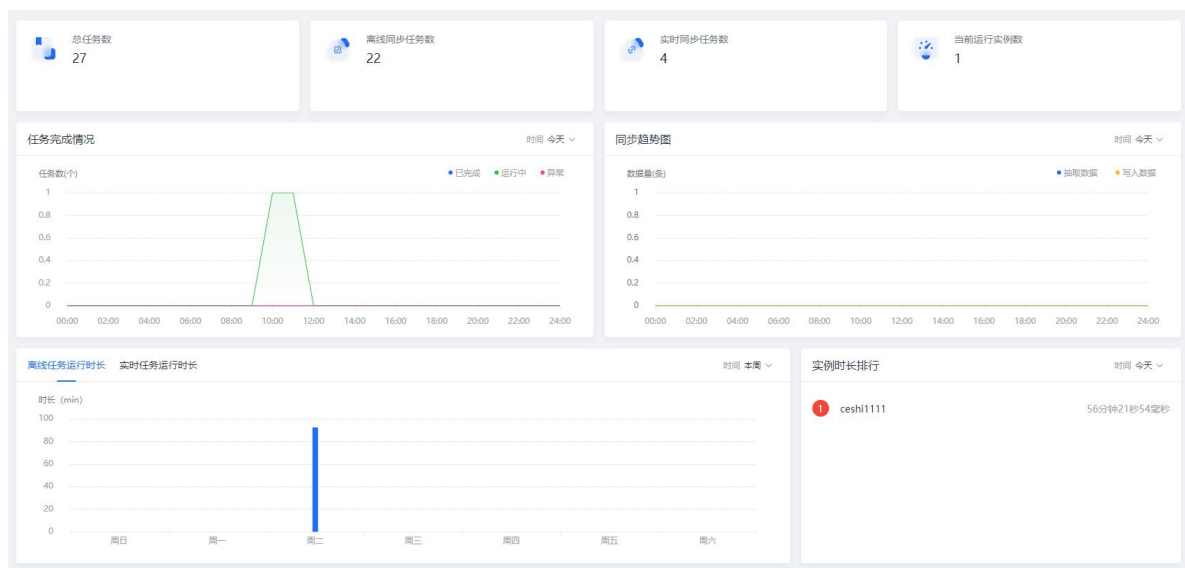 总任务数
27
离线同步任务数
22
实时同步任务数
4
当前运行实例数
1
任务完成情况
时间 今天
任务数(个)
已完成 运行中 异常
1
0.8
0.6
0.4
0.2
0
00:00 02:00 04:00 06:00 08:00 10:00 12:00 14:00 16:00 18:00 20:00 22:00 24:00
同步趋势图
时间 今天
数据量(条)
抽取数据 写入数据
1
0.8
0.6
0.4
0.2
0
00:00 02:00 04:00 06:00 08:00 10:00 12:00 14:00 16:00 18:00 20:00 22:00 24:00
离线任务运行时长 实时任务运行时长
时间 本周
时长（min）
100
80
60
40
20
0
周日 周一 周二 周三 周四 周五 周六
实例时长排行
时间 今天
1 ceshi1111 56分钟21秒54毫秒